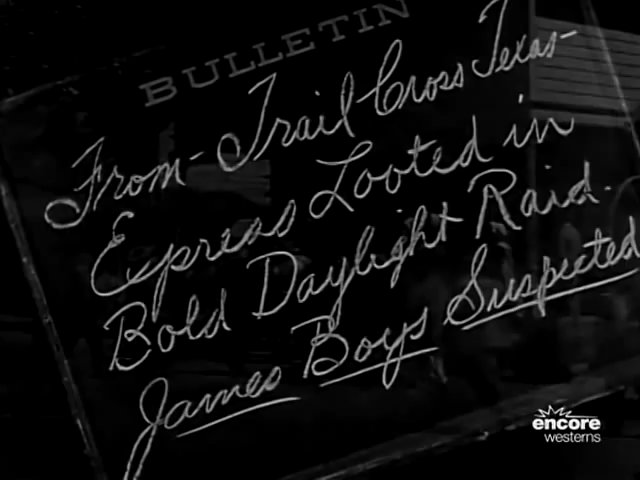 BULLETIN
From- Trail Cross Texas-
Express Looted in
Bold Daylight Raid.
James Boys Suspected
encore
westerns